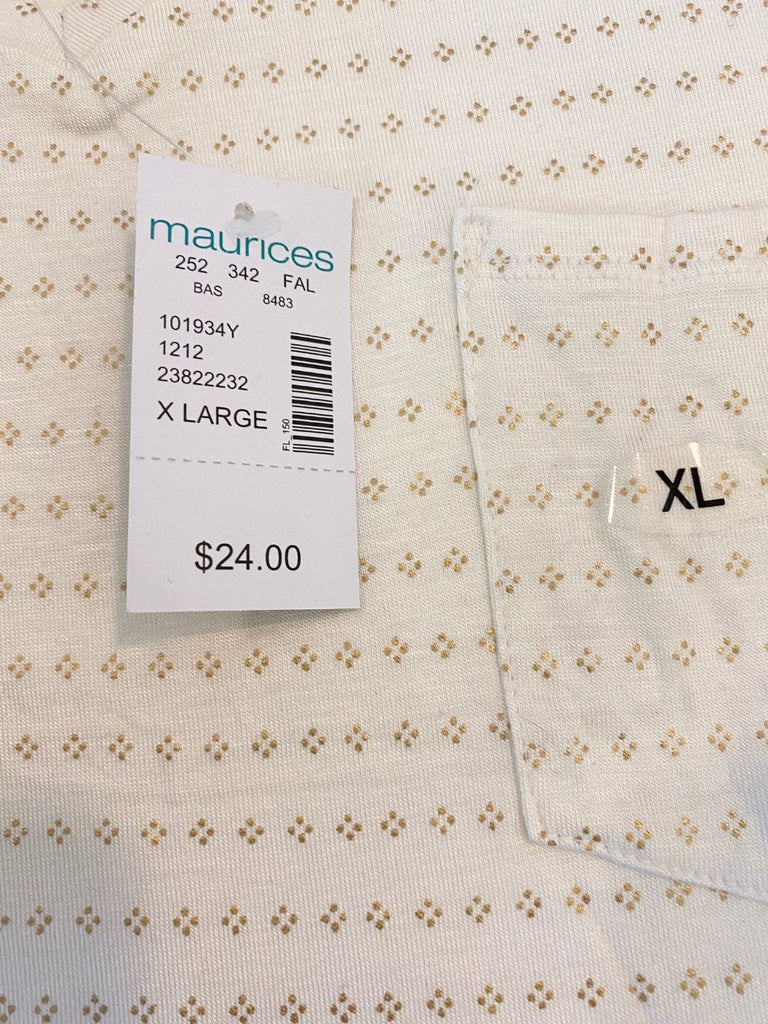 maurices
252 342 FAL
BAS 8483
101934Y
1212
23822232
X LARGE
FL_150
$24.00
XL